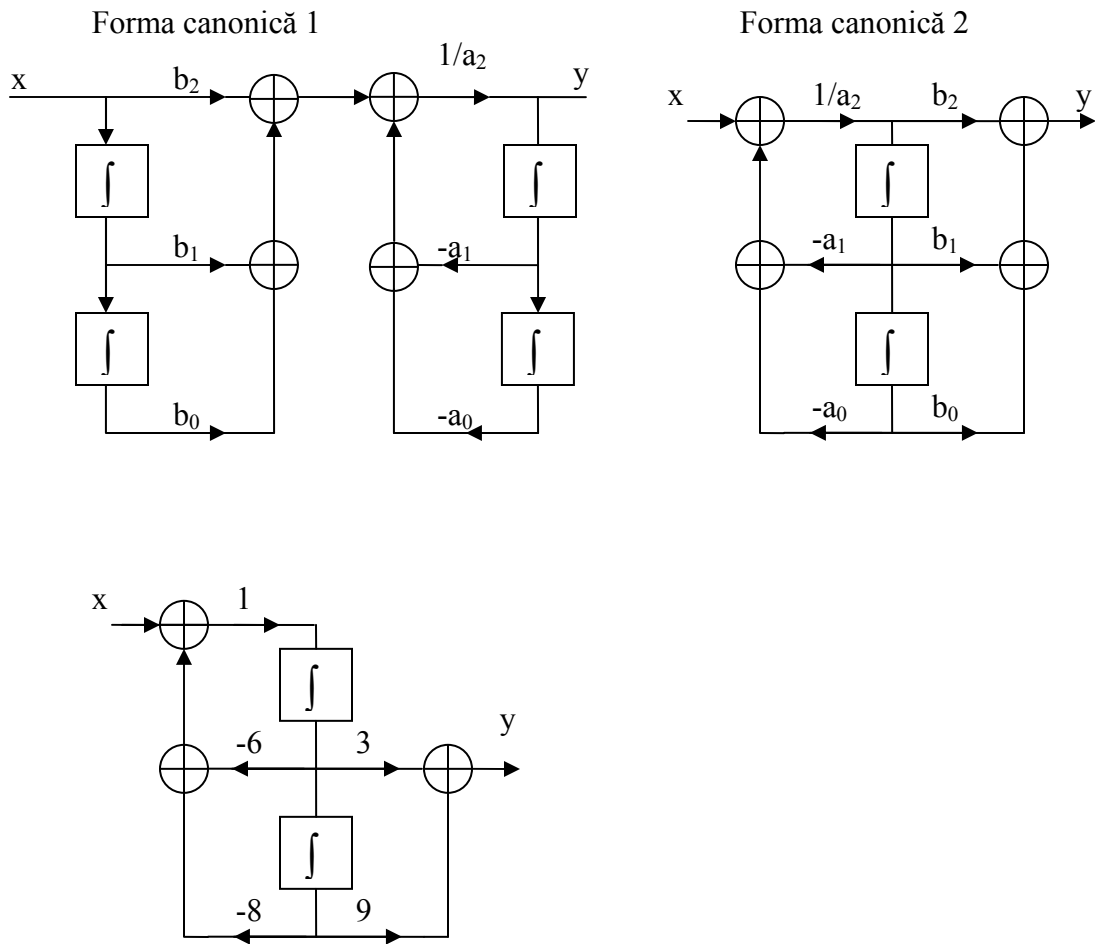 Forma canonică 1
Forma canonică 2
x b₂ 1/a₂ y
∫ ∫
b₁ -a₁
∫ ∫
b₀ -a₀
x 1/a₂ b₂ y
∫
-a₁ b₁
∫
-a₀ b₀
x 1
∫
-6 3 y
∫
-8 9